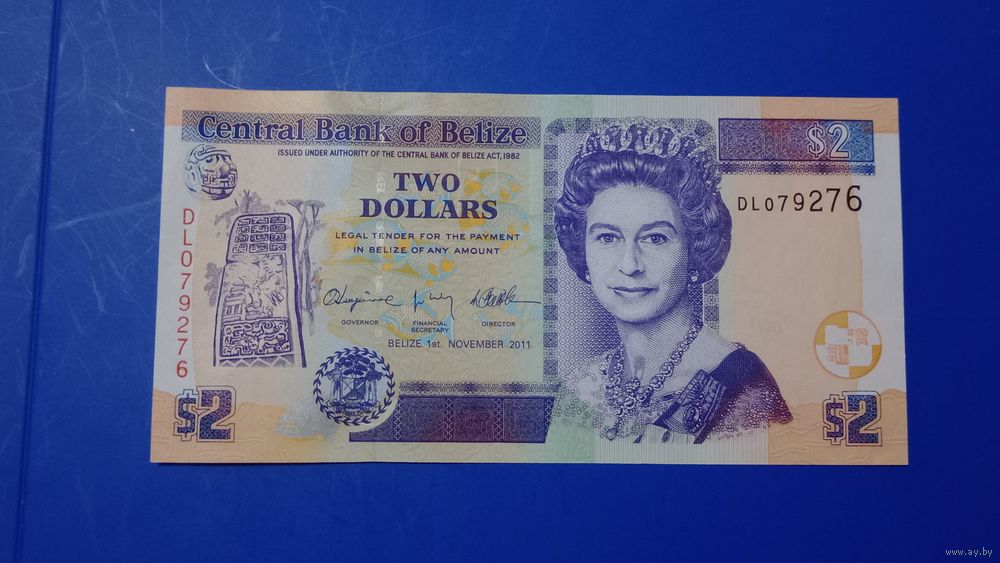 Central Bank of Belize
ISSUED UNDER AUTHORITY OF THE CENTRAL BANK OF BELIZE ACT, 1982
$2
TWO
DOLLARS
DL079276
LEGAL TENDER FOR THE PAYMENT
IN BELIZE OF ANY AMOUNT
DL079276
GOVERNOR
FINANCIAL
SECRETARY
DIRECTOR
BELIZE 1st. NOVEMBER 2011
$2
$2
www.ay.by